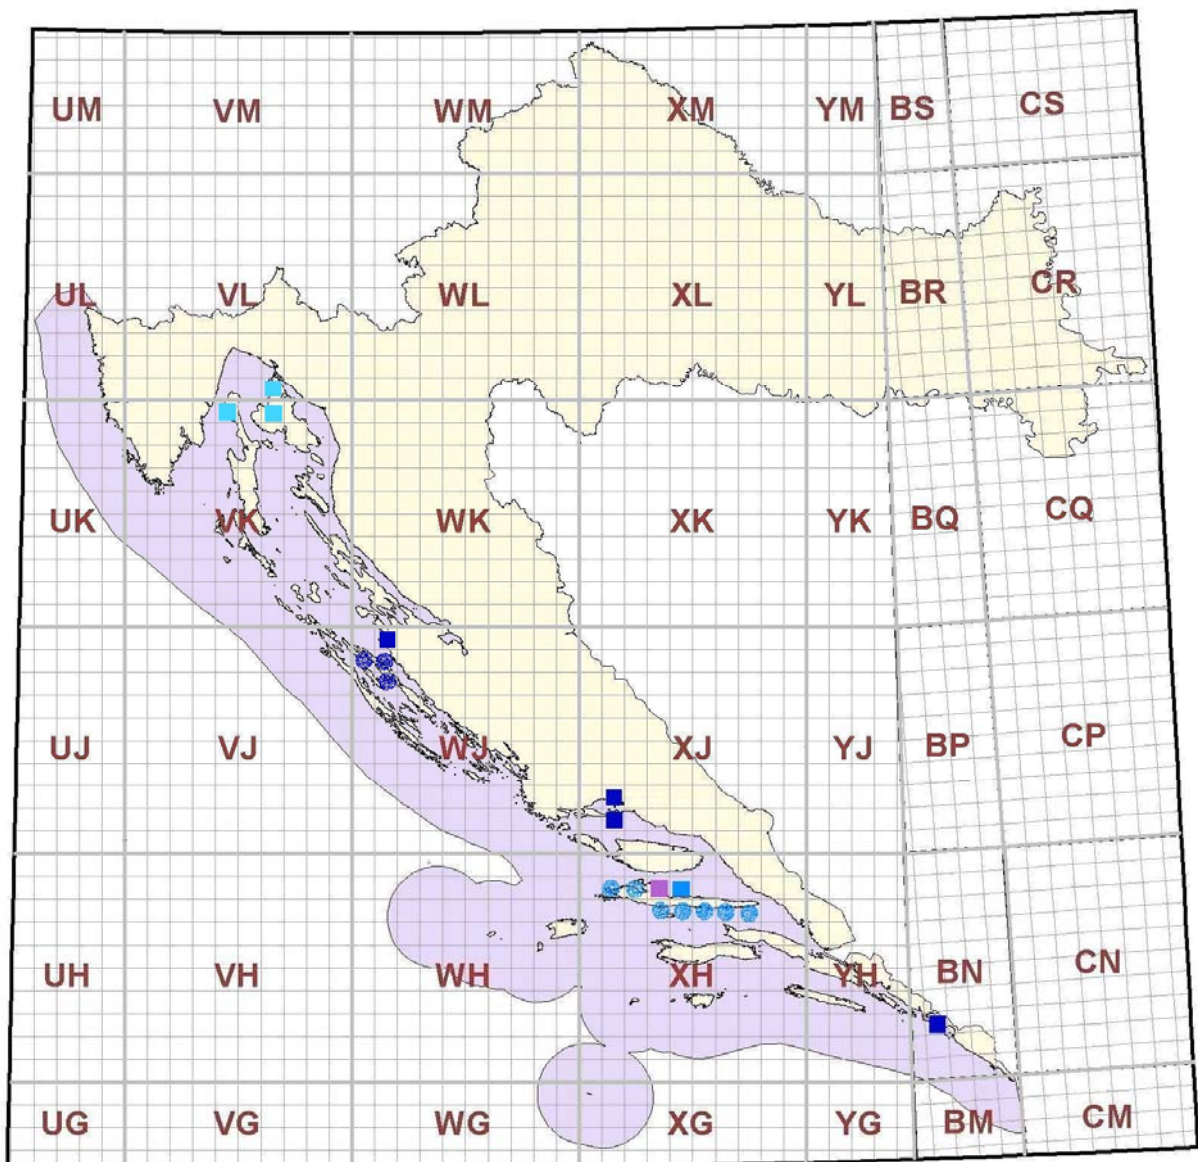 UM VM WM XM YM BS CS
UL VL WL XL YL BR CR
UK VK WK XK YK BQ CQ
UJ VJ WJ XJ YJ BP CP
UH VH WH XH YH BN CN
UG VG WG XG YG BM CM